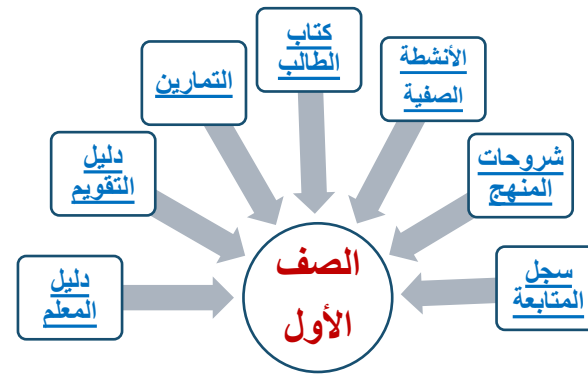 كتاب
الطالب
الأنشطة
الصفية
التمارين
شروحات
المنهج
دليل
التقويم
سجل
المتابعة
دليل
المعلم
الصف
الأول